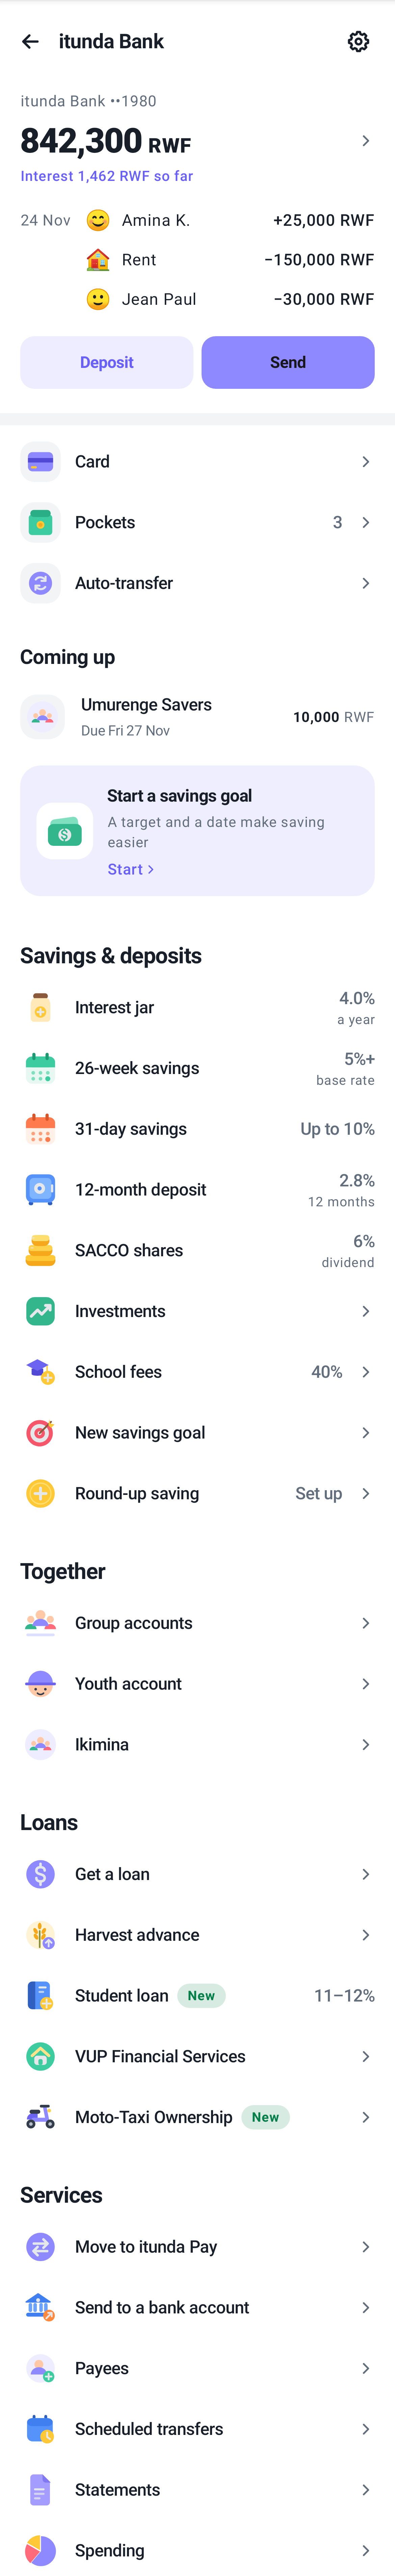 itunda Bank
itunda Bank ••1980
842,300 RWF
Interest 1,462 RWF so far
24 Nov Amina K. +25,000 RWF
Rent −150,000 RWF
Jean Paul −30,000 RWF
Deposit Send
Card
Pockets 3
Auto-transfer
Coming up
Umurenge Savers
Due Fri 27 Nov
10,000 RWF
Start a savings goal
A target and a date make saving
easier
Start
Savings & deposits
Interest jar 4.0%
a year
26-week savings 5%+
base rate
31-day savings Up to 10%
12-month deposit 2.8%
12 months
SACCO shares 6%
dividend
Investments
School fees 40%
New savings goal
Round-up saving Set up
Together
Group accounts
Youth account
Ikimina
Loans
Get a loan
Harvest advance
Student loan New 11–12%
VUP Financial Services
Moto-Taxi Ownership New
Services
Move to itunda Pay
Send to a bank account
Payees
Scheduled transfers
Statements
Spending